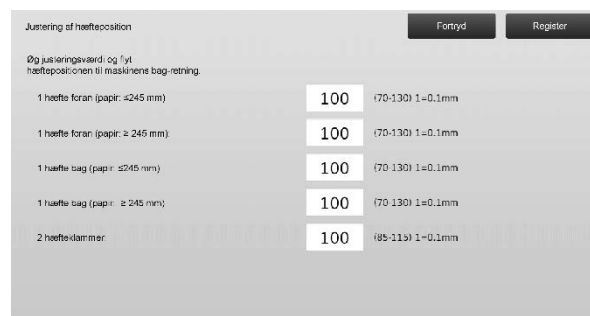 Justering af hæfteposition
Fortryd
Register
Øg justeringsværdi og flyt
hæftepositionen til maskinens bag-retning.
1 hæfte foran (papir: ≤245 mm)
100
(70-130) 1=0.1mm
1 hæfte foran (papir: ≥ 245 mm):
100
(70-130) 1=0.1mm
1 hæfte bag (papir: ≤245 mm)
100
(70-130) 1=0.1mm
1 hæfte bag (papir: ≥ 245 mm)
100
(70-130) 1=0.1mm
2 hæfteklammer:
100
(85-115) 1=0.1mm